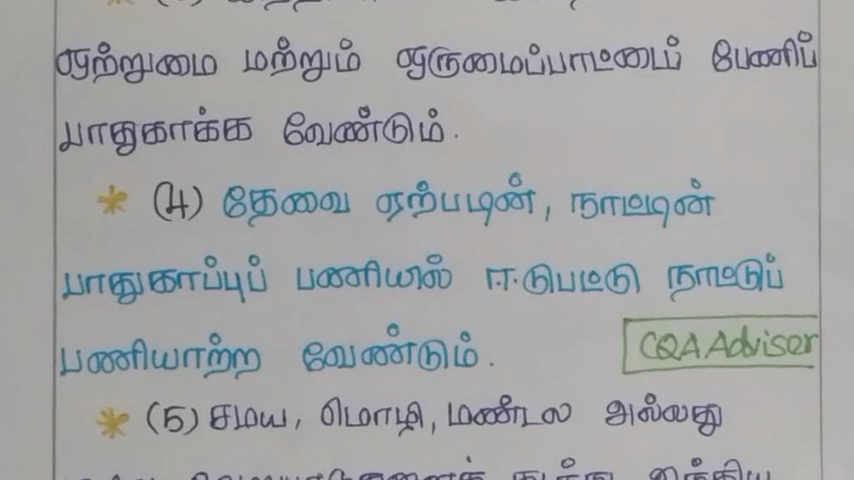 ஒற்றுமை மற்றும் ஒருமைப்பாட்டைப் பேணிப்
பாதுகாக்க வேண்டும்.
* (4) தேவை ஏற்படின், நாட்டின்
பாதுகாப்புப் பணியில் ஈடுபட்டு நாட்டுப்
பணியாற்ற வேண்டும்.
CQA Adviser
* (5) சமய, மொழி, மண்டல அல்லது